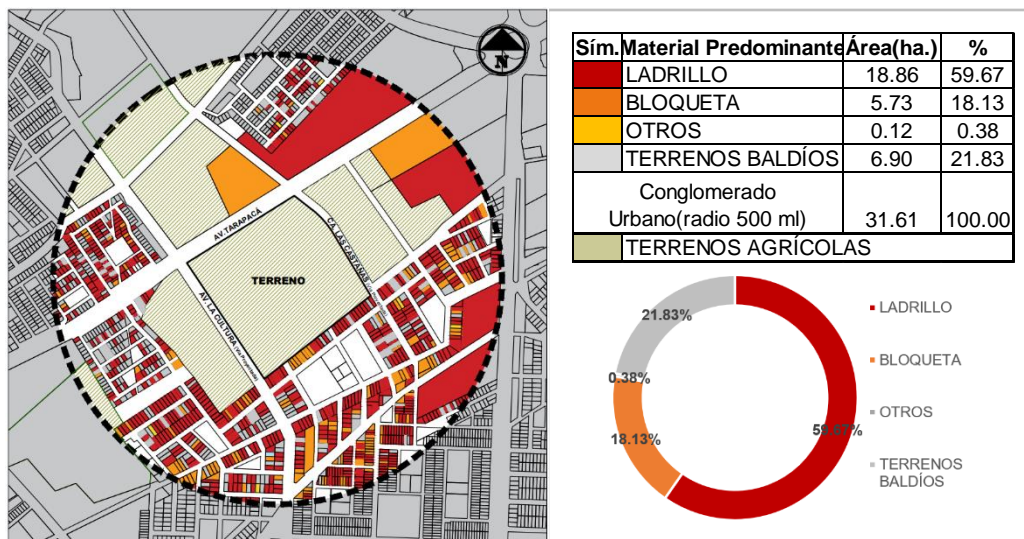 N
AV. TARAPACÁ
CA. LAS CASTAÑAS
TERRENO
AV. LA CULTURA (Vía Proyectada)
Sím. Material Predominante Área(ha.) %
LADRILLO 18.86 59.67
BLOQUETA 5.73 18.13
OTROS 0.12 0.38
TERRENOS BALDÍOS 6.90 21.83
Conglomerado
Urbano(radio 500 ml) 31.61 100.00
TERRENOS AGRÍCOLAS
21.83%
0.38%
18.13%
59.67%
LADRILLO
BLOQUETA
OTROS
TERRENOS
BALDÍOS